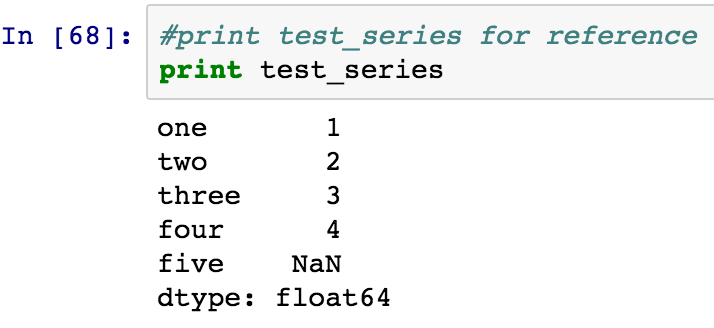 In [68]: #print test_series for reference
print test_series
one       1
two       2
three     3
four      4
five    NaN
dtype: float64